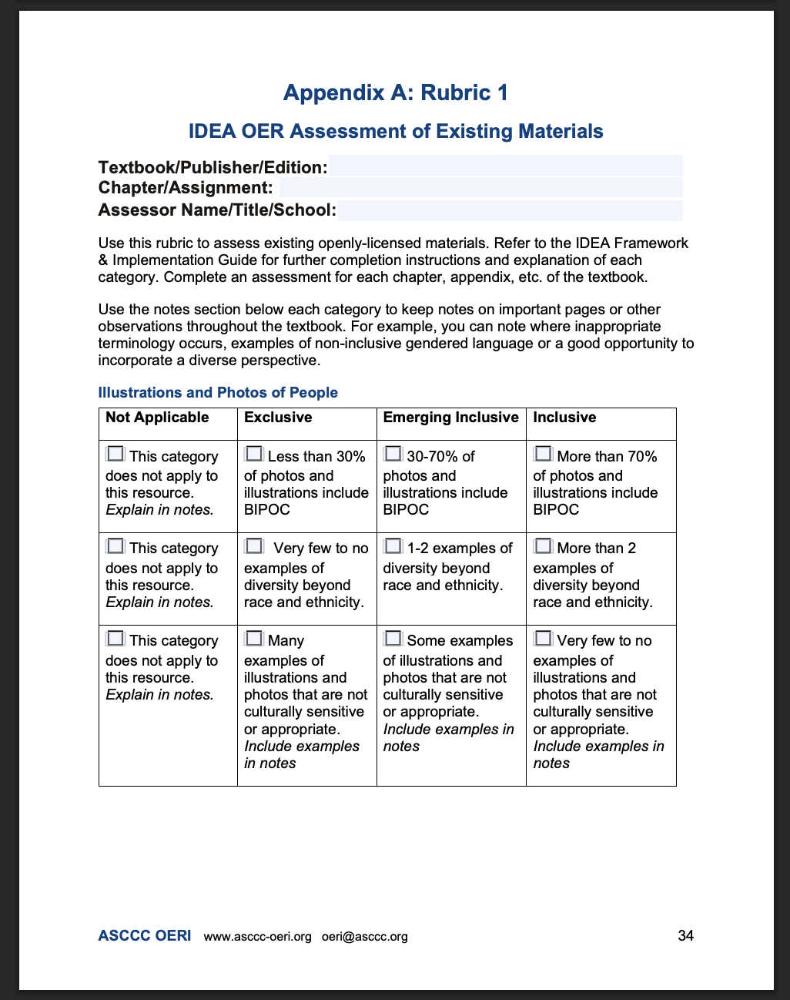 Appendix A: Rubric 1
IDEA OER Assessment of Existing Materials
Textbook/Publisher/Edition:
Chapter/Assignment:
Assessor Name/Title/School:
Use this rubric to assess existing openly-licensed materials. Refer to the IDEA Framework
& Implementation Guide for further completion instructions and explanation of each
category. Complete an assessment for each chapter, appendix, etc. of the textbook.
Use the notes section below each category to keep notes on important pages or other
observations throughout the textbook. For example, you can note where inappropriate
terminology occurs, examples of non-inclusive gendered language or a good opportunity to
incorporate a diverse perspective.
Illustrations and Photos of People
Not Applicable
Exclusive
Emerging Inclusive
Inclusive
This category
does not apply to
this resource.
Explain in notes.
Less than 30%
of photos and
illustrations include
BIPOC
30-70% of
photos and
illustrations include
BIPOC
More than 70%
of photos and
illustrations include
BIPOC
This category
does not apply to
this resource.
Explain in notes.
Very few to no
examples of
diversity beyond
race and ethnicity.
1-2 examples of
diversity beyond
race and ethnicity.
More than 2
examples of
diversity beyond
race and ethnicity.
This category
does not apply to
this resource.
Explain in notes.
Many
examples of
illustrations and
photos that are not
culturally sensitive
or appropriate.
Include examples
in notes
Some examples
of illustrations and
photos that are not
culturally sensitive
or appropriate.
Include examples in
notes
Very few to no
examples of
illustrations and
photos that are not
culturally sensitive
or appropriate.
Include examples in
notes
ASCCC OERI www.asccc-oeri.org oeri@asccc.org 34